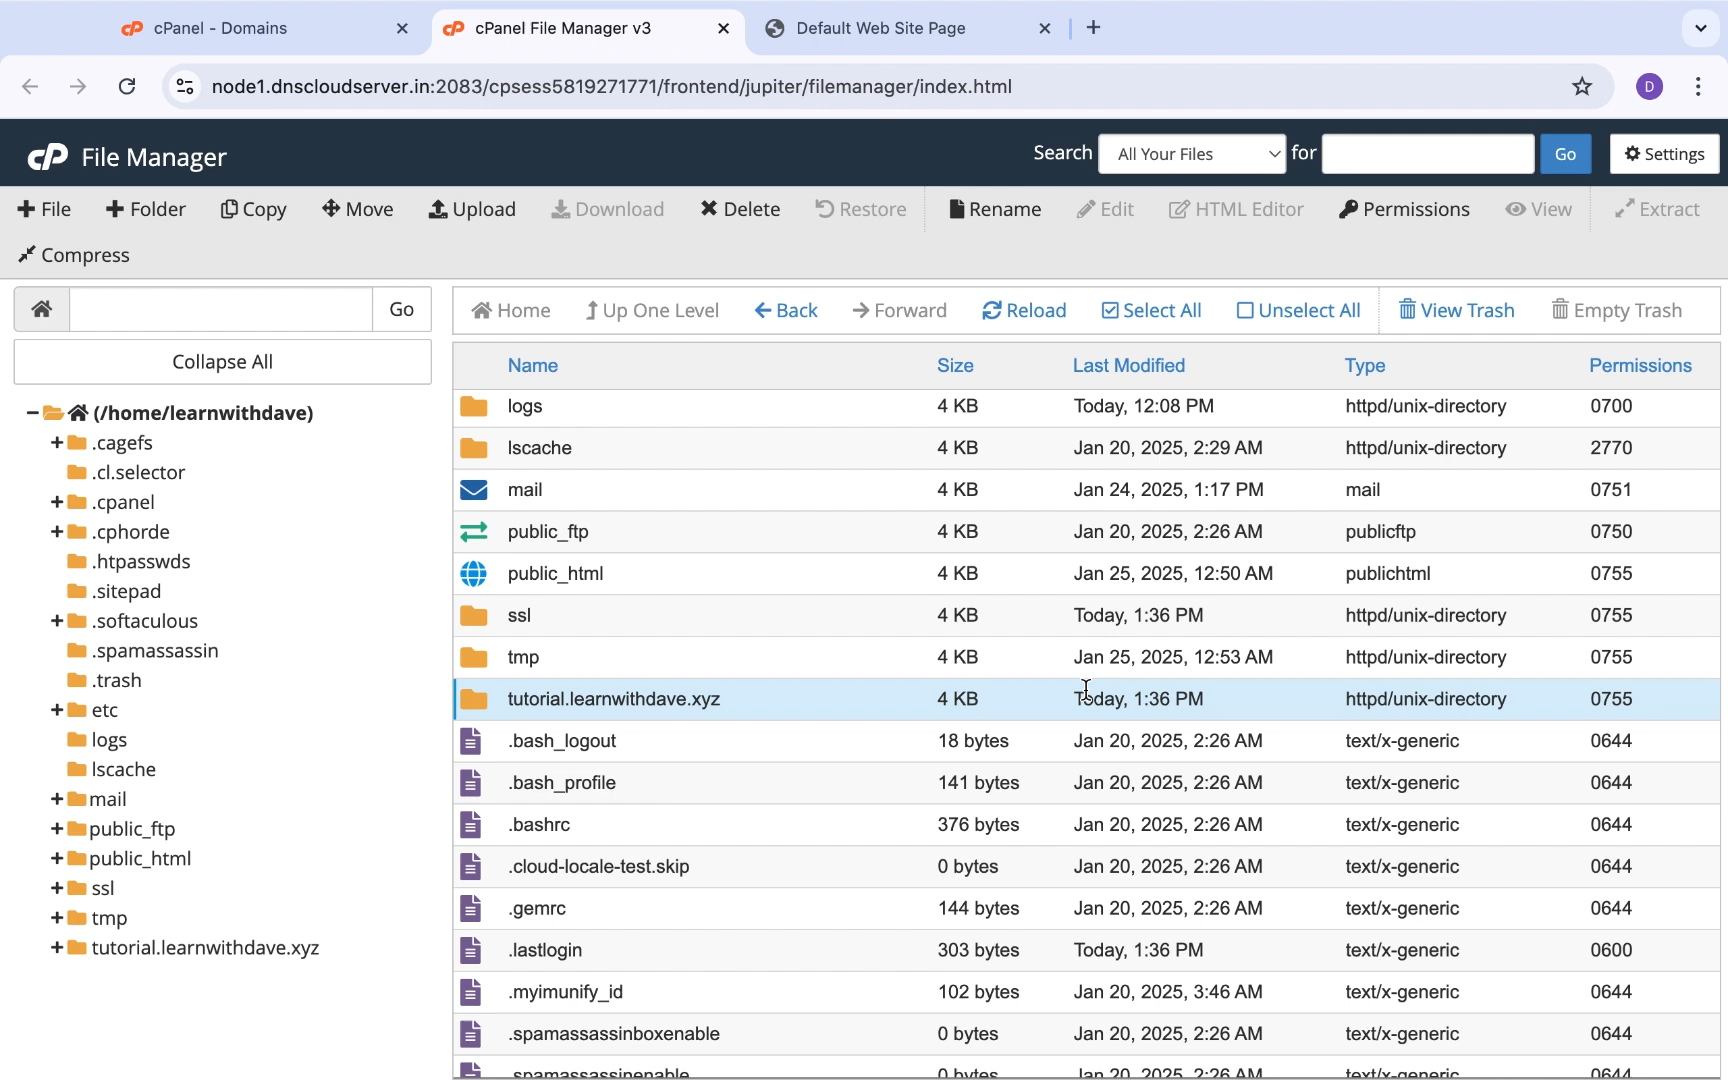 cPanel - Domains
cPanel File Manager v3
Default Web Site Page
node1.dnscloudserver.in:2083/cpsess5819271771/frontend/jupiter/filemanager/index.html
D
cP File Manager
Search All Your Files for Go Settings
File Folder Copy Move Upload Download Delete Restore Rename Edit HTML Editor Permissions View Extract
Compress
Go
Home Up One Level Back Forward Reload Select All Unselect All View Trash Empty Trash
Collapse All
(/home/learnwithdave)
.cagefs
.cl.selector
.cpanel
.cphorde
.htpasswds
.sitepad
.softaculous
.spamassassin
.trash
etc
logs
lscache
mail
public_ftp
public_html
ssl
tmp
tutorial.learnwithdave.xyz
Name Size Last Modified Type Permissions
logs 4 KB Today, 12:08 PM httpd/unix-directory 0700
lscache 4 KB Jan 20, 2025, 2:29 AM httpd/unix-directory 2770
mail 4 KB Jan 24, 2025, 1:17 PM mail 0751
public_ftp 4 KB Jan 20, 2025, 2:26 AM publicftp 0750
public_html 4 KB Jan 25, 2025, 12:50 AM publichtml 0755
ssl 4 KB Today, 1:36 PM httpd/unix-directory 0755
tmp 4 KB Jan 25, 2025, 12:53 AM httpd/unix-directory 0755
tutorial.learnwithdave.xyz 4 KB Today, 1:36 PM httpd/unix-directory 0755
.bash_logout 18 bytes Jan 20, 2025, 2:26 AM text/x-generic 0644
.bash_profile 141 bytes Jan 20, 2025, 2:26 AM text/x-generic 0644
.bashrc 376 bytes Jan 20, 2025, 2:26 AM text/x-generic 0644
.cloud-locale-test.skip 0 bytes Jan 20, 2025, 2:26 AM text/x-generic 0644
.gemrc 144 bytes Jan 20, 2025, 2:26 AM text/x-generic 0644
.lastlogin 303 bytes Today, 1:36 PM text/x-generic 0600
.myimunify_id 102 bytes Jan 20, 2025, 3:46 AM text/x-generic 0644
.spamassassinboxenable 0 bytes Jan 20, 2025, 2:26 AM text/x-generic 0644
.spamassassinenable 0 bytes Jan 20, 2025, 2:26 AM text/x-generic 0644